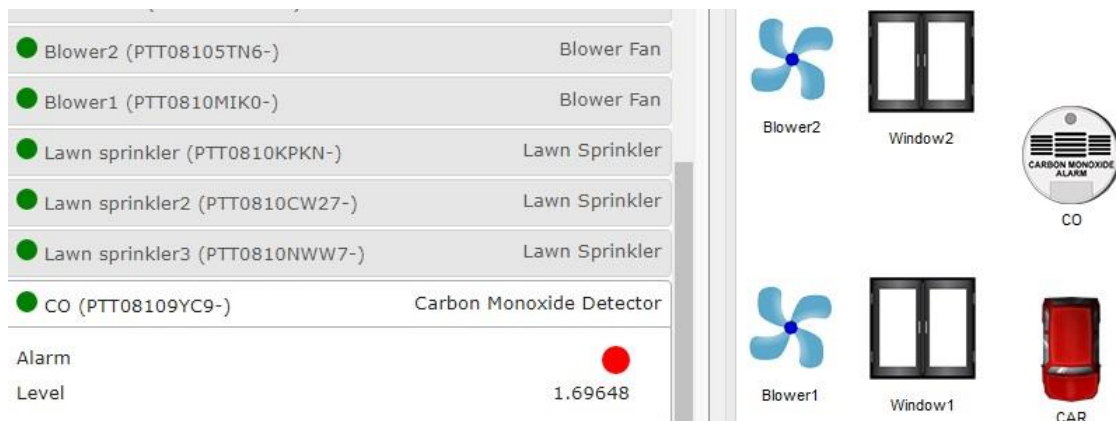 Blower2 (PTT08105TN6-) Blower Fan
Blower1 (PTT0810MIK0-) Blower Fan
Lawn sprinkler (PTT0810KPKN-) Lawn Sprinkler
Lawn sprinkler2 (PTT0810CW27-) Lawn Sprinkler
Lawn sprinkler3 (PTT0810NWW7-) Lawn Sprinkler
CO (PTT08109YC9-) Carbon Monoxide Detector
Alarm
Level 1.69648
Blower2
Window2
CARBON MONOXIDE
ALARM
CO
Blower1
Window1
CAR